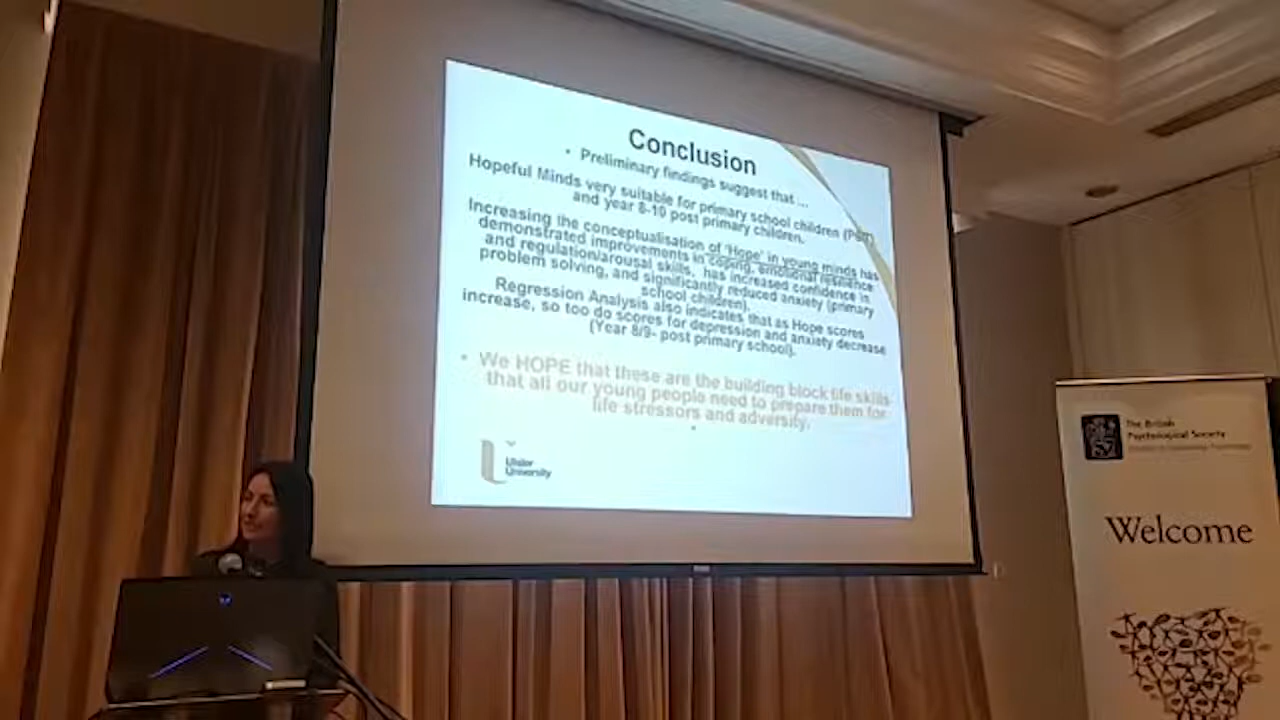 Conclusion
• Preliminary findings suggest that ...
Hopeful Minds very suitable for primary school children (P6/7)
and year 8-10 post primary children.
Increasing the conceptualisation of 'Hope' in young minds has
demonstrated improvements in coping, emotional resilience
and regulation/arousal skills, has increased confidence in
problem solving, and significantly reduced anxiety (primary
school children).
Regression Analysis also indicates that as Hope scores
increase, so too do scores for depression and anxiety decrease
(Year 8/9- post primary school).
• We HOPE that these are the building block life skills
that all our young people need to prepare them for
life stressors and adversity.
Ulster
University
The British
Psychological Society
Welcome